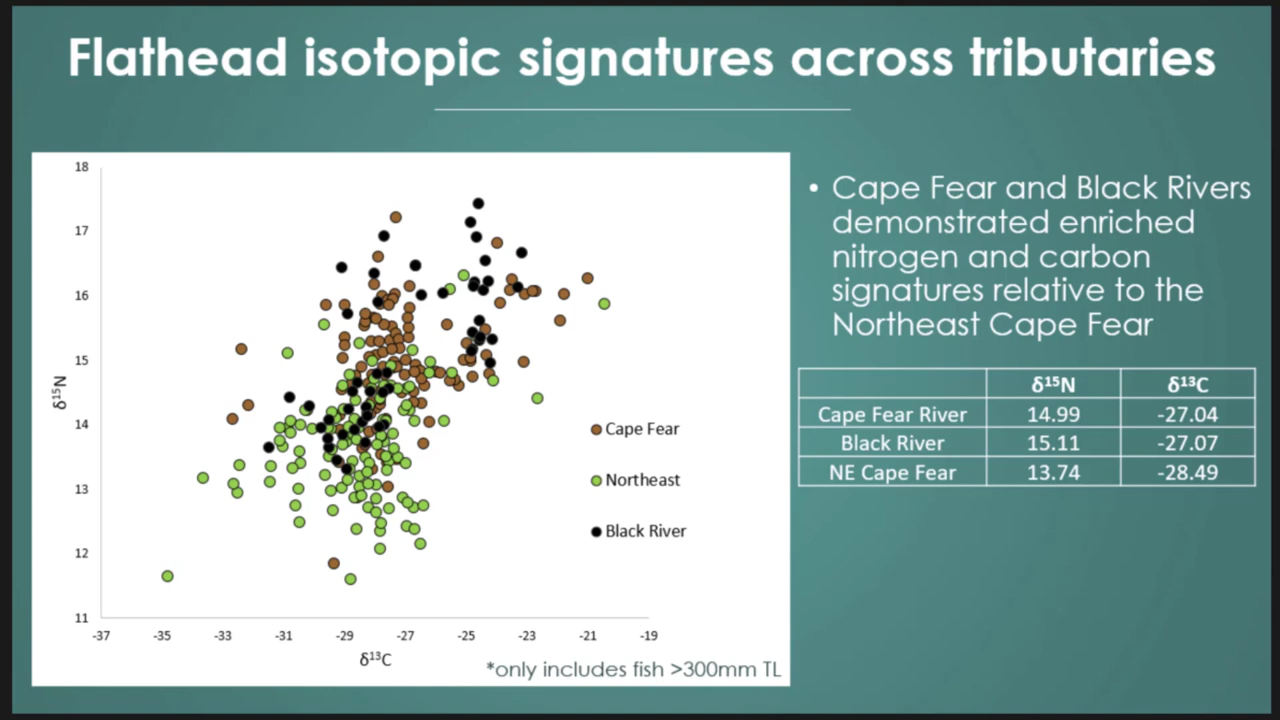 Flathead isotopic signatures across tributaries
18
17
16
15
14
13
12
11
δ¹⁵N
-37 -35 -33 -31 -29 -27 -25 -23 -21 -19
δ¹³C
Cape Fear
Northeast
Black River
*only includes fish >300mm TL
• Cape Fear and Black Rivers
demonstrated enriched
nitrogen and carbon
signatures relative to the
Northeast Cape Fear
δ¹⁵N δ¹³C
Cape Fear River 14.99 -27.04
Black River 15.11 -27.07
NE Cape Fear 13.74 -28.49